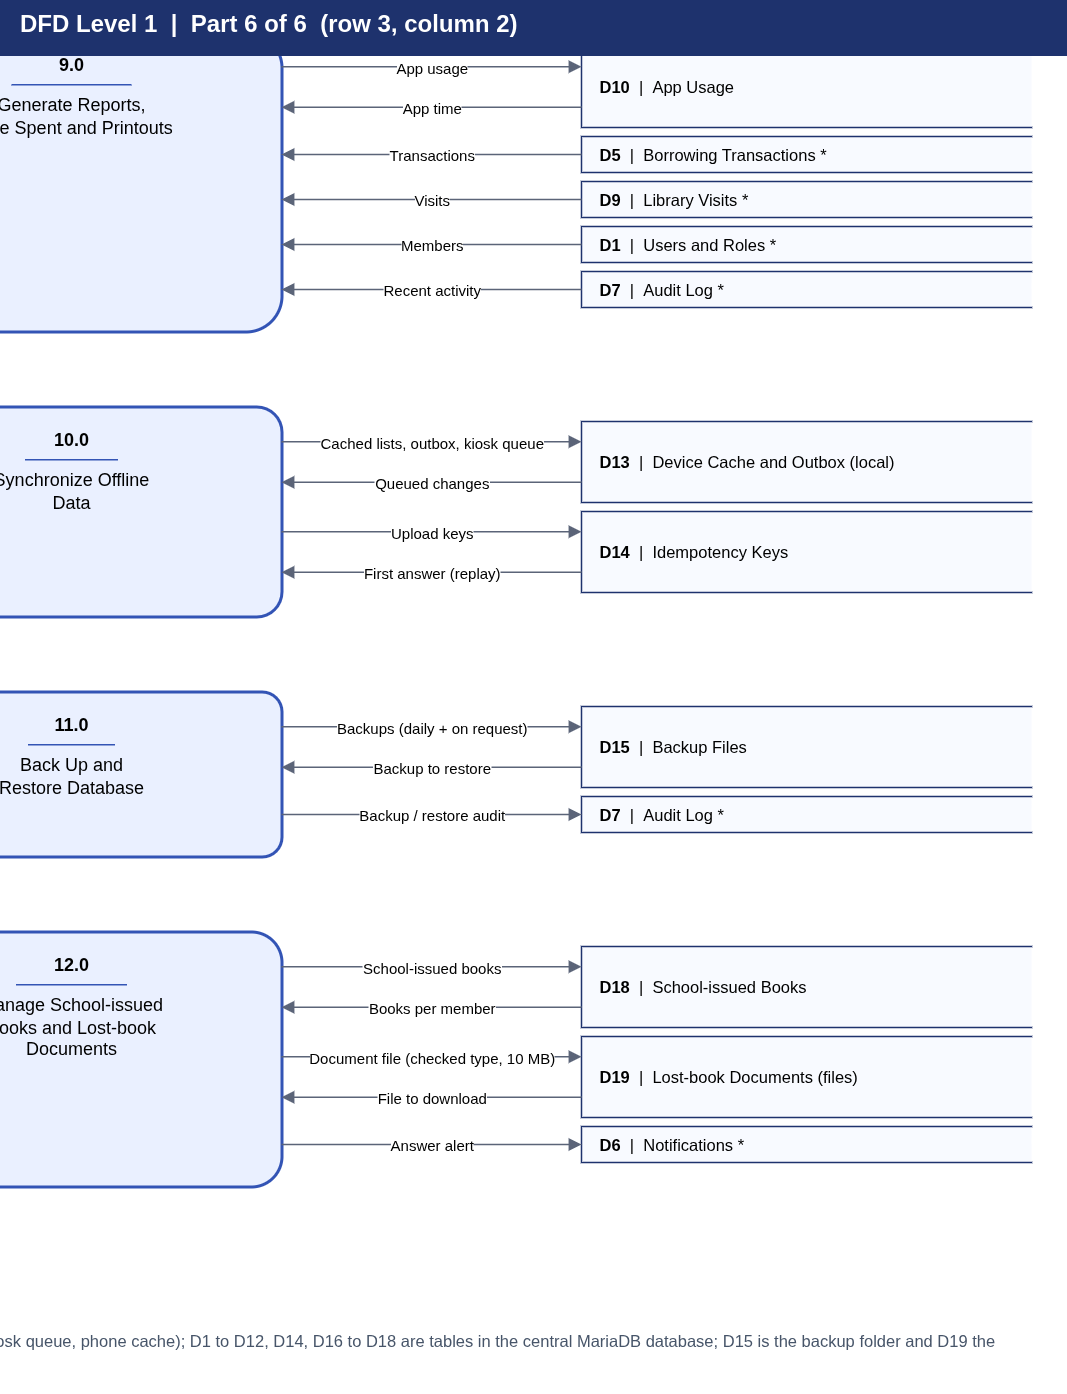 DFD Level 1 | Part 6 of 6 (row 3, column 2)
9.0
Generate Reports,
e Spent and Printouts
App usage
App time
Transactions
Visits
Members
Recent activity
D10 | App Usage
D5 | Borrowing Transactions *
D9 | Library Visits *
D1 | Users and Roles *
D7 | Audit Log *
10.0
Synchronize Offline
Data
Cached lists, outbox, kiosk queue
Queued changes
Upload keys
First answer (replay)
D13 | Device Cache and Outbox (local)
D14 | Idempotency Keys
11.0
Back Up and
Restore Database
Backups (daily + on request)
Backup to restore
Backup / restore audit
D15 | Backup Files
D7 | Audit Log *
12.0
anage School-issued
ooks and Lost-book
Documents
School-issued books
Books per member
Document file (checked type, 10 MB)
File to download
Answer alert
D18 | School-issued Books
D19 | Lost-book Documents (files)
D6 | Notifications *
osk queue, phone cache); D1 to D12, D14, D16 to D18 are tables in the central MariaDB database; D15 is the backup folder and D19 the